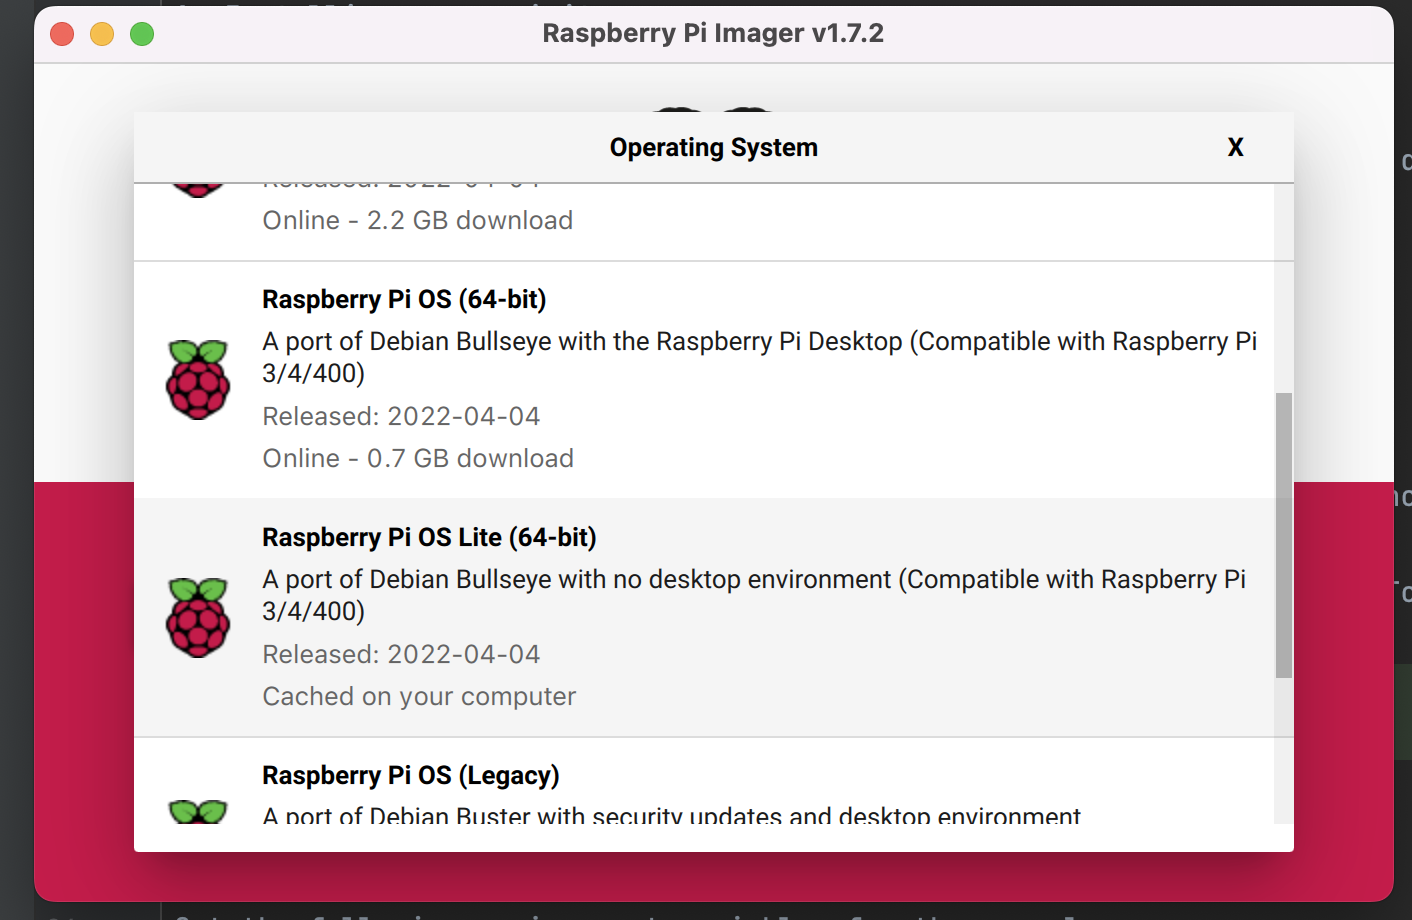 Raspberry Pi Imager v1.7.2
Operating System
X
Released: 2022-04-04
Online - 2.2 GB download
Raspberry Pi OS (64-bit)
A port of Debian Bullseye with the Raspberry Pi Desktop (Compatible with Raspberry Pi
3/4/400)
Released: 2022-04-04
Online - 0.7 GB download
Raspberry Pi OS Lite (64-bit)
A port of Debian Bullseye with no desktop environment (Compatible with Raspberry Pi
3/4/400)
Released: 2022-04-04
Cached on your computer
Raspberry Pi OS (Legacy)
A port of Debian Buster with security updates and desktop environment